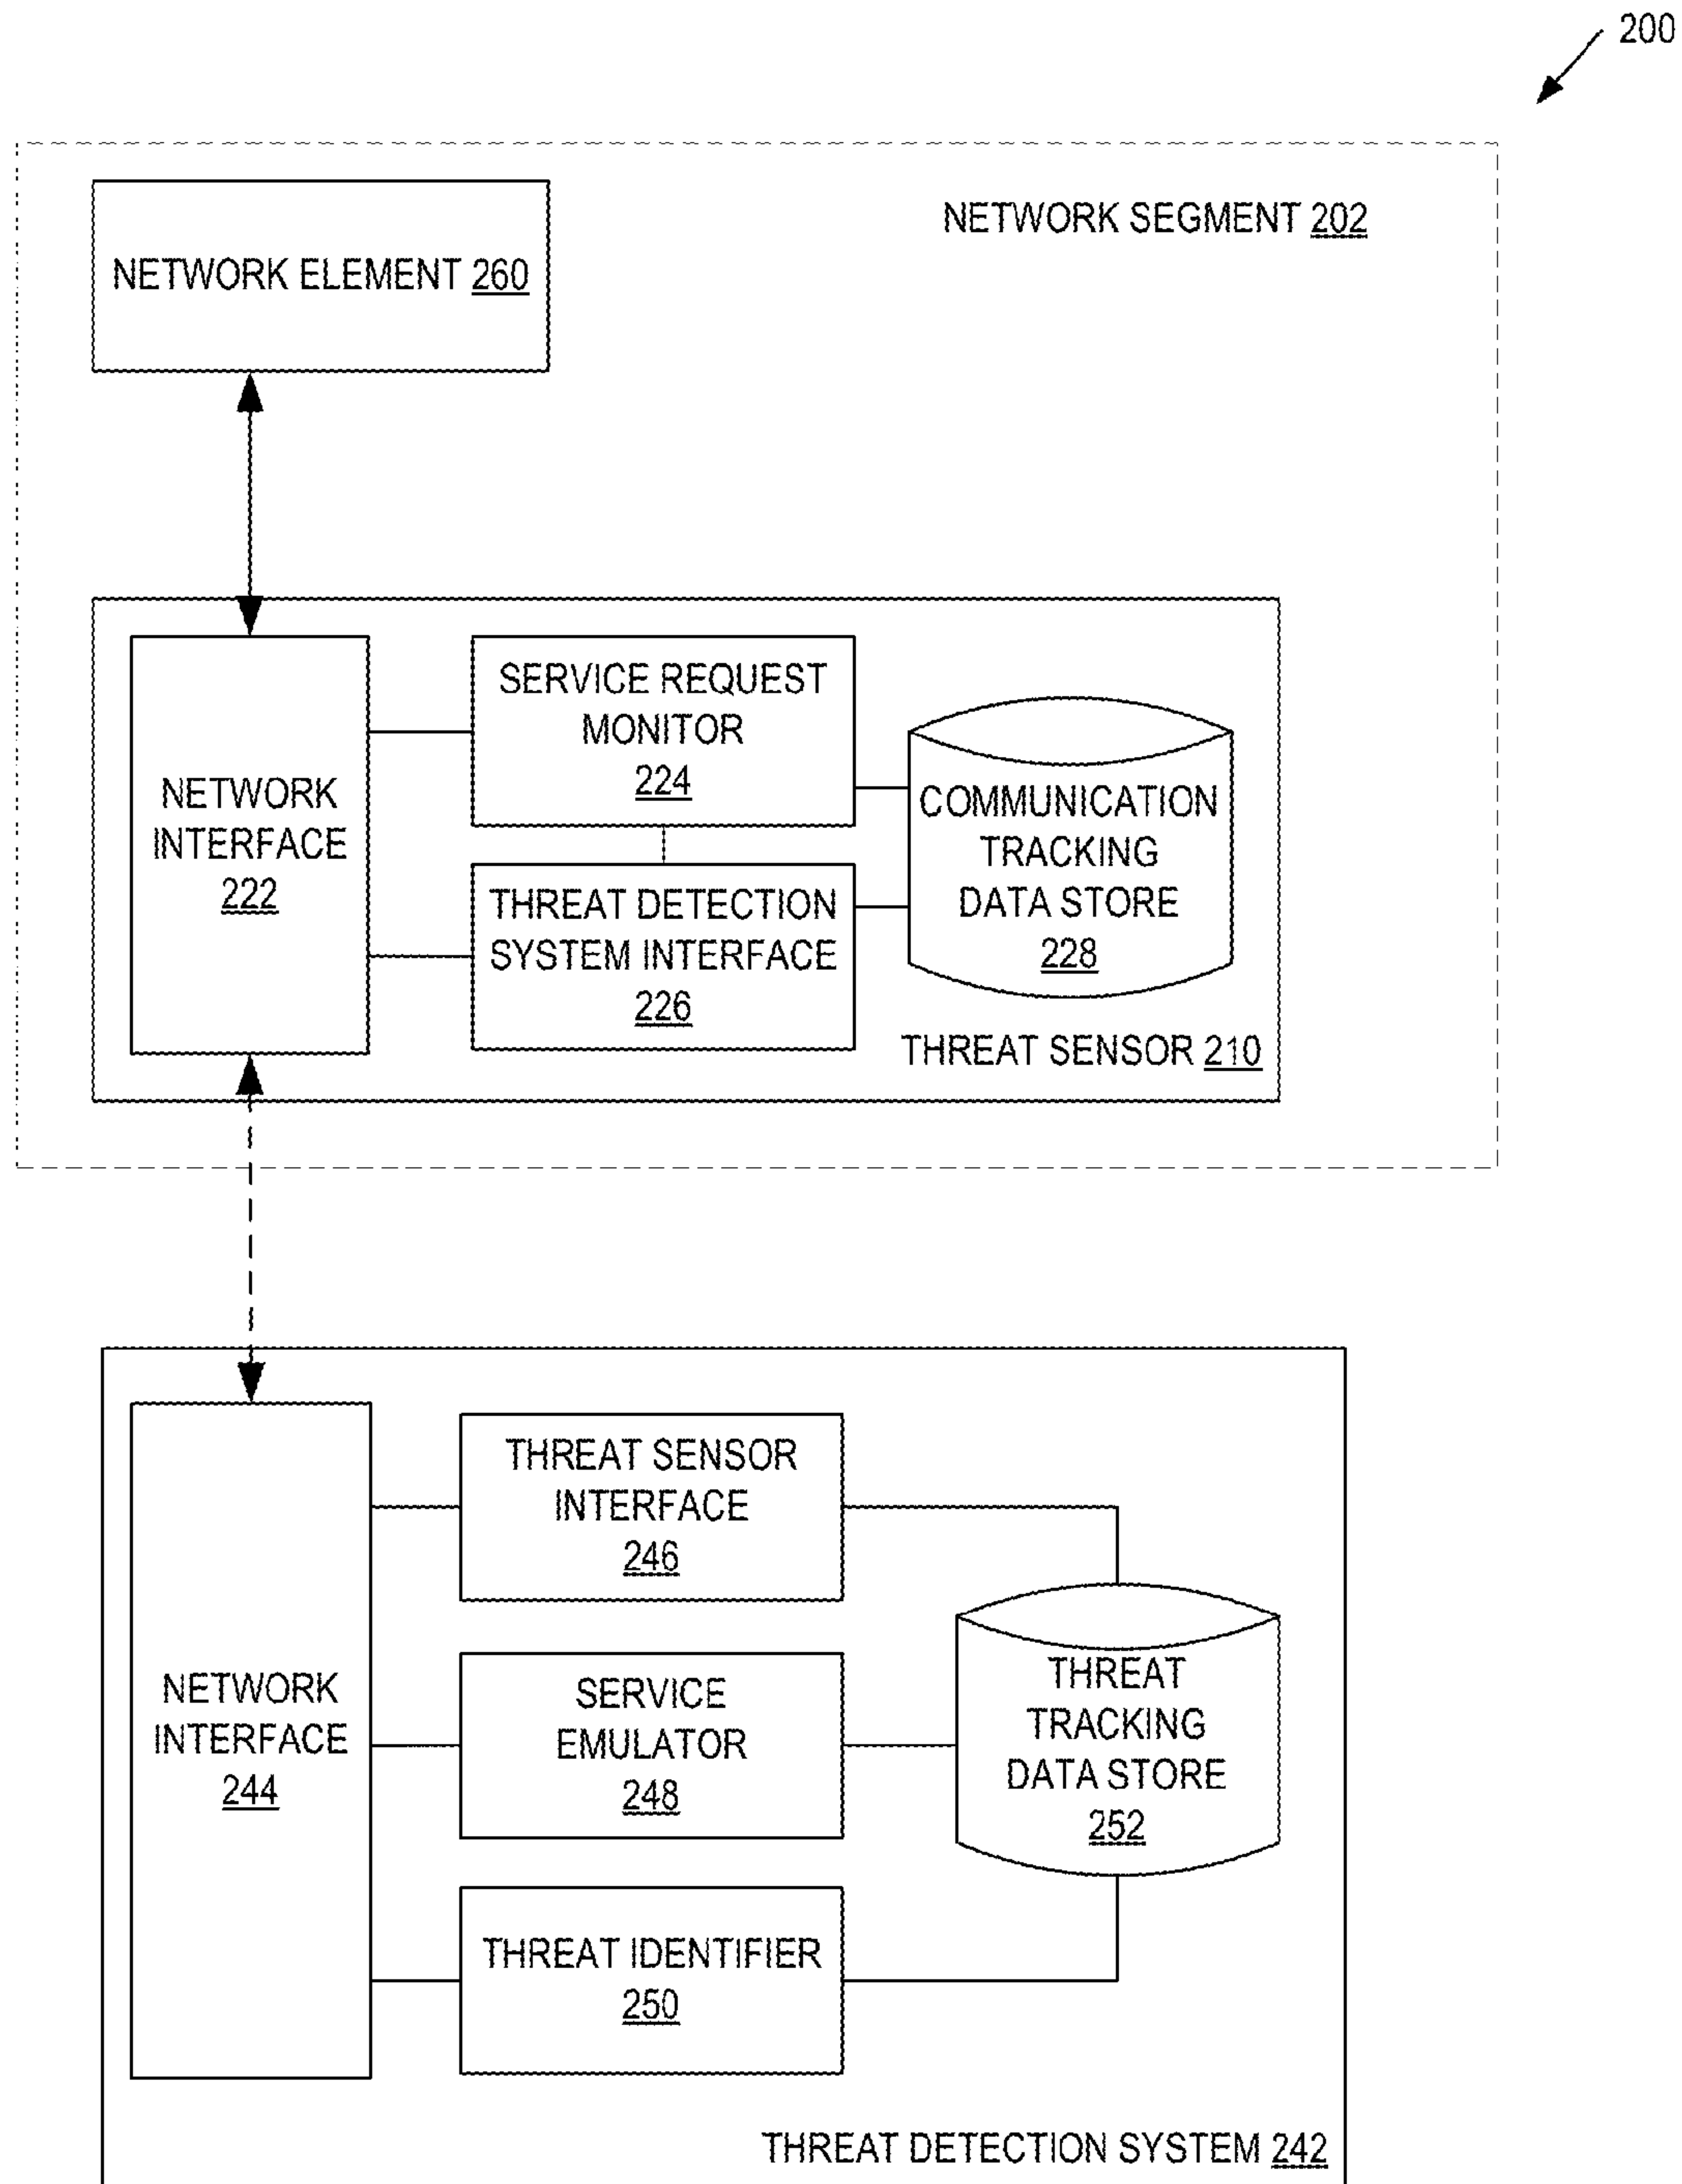 200
NETWORK SEGMENT 202
NETWORK ELEMENT 260
NETWORK
INTERFACE
222
SERVICE REQUEST
MONITOR
224
THREAT DETECTION
SYSTEM INTERFACE
226
COMMUNICATION
TRACKING
DATA STORE
228
THREAT SENSOR 210
NETWORK
INTERFACE
244
THREAT SENSOR
INTERFACE
246
SERVICE
EMULATOR
248
THREAT IDENTIFIER
250
THREAT
TRACKING
DATA STORE
252
THREAT DETECTION SYSTEM 242